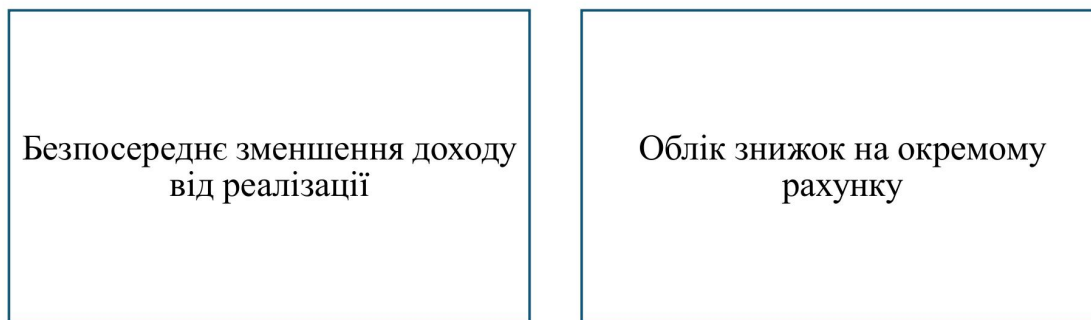 Безпосереднє зменшення доходу
від реалізації
Облік знижок на окремому
рахунку